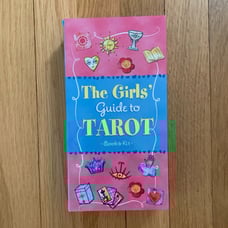 The Girls'
Guide to
TAROT
-Book & Kit-